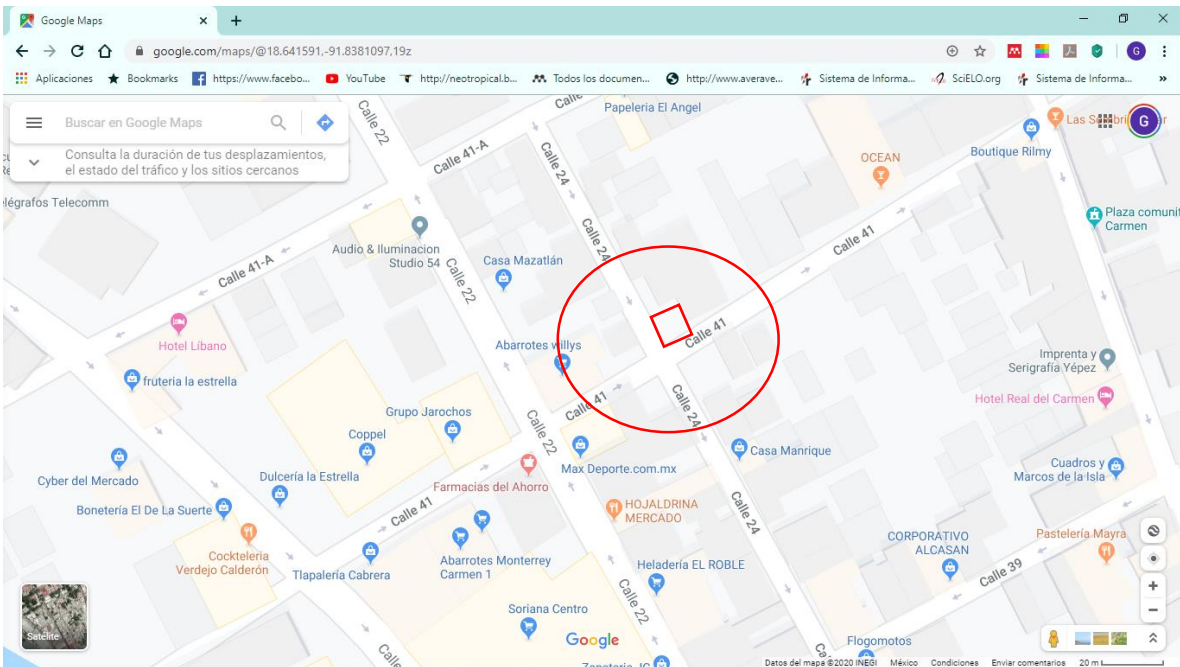 Google Maps
google.com/maps/@18.641591,-91.8381097,19z
G
Aplicaciones
Bookmarks
https://www.facebo...
YouTube
http://neotropical.b...
Todos los documen...
http://www.averave...
Sistema de Informa...
SciELO.org
Sistema de Informa...
»
Buscar en Google Maps
Consulta la duración de tus desplazamientos,
el estado del tráfico y los sitios cercanos
G
Calle 22
Calle
Papeleria El Angel
Calle 41-A
Calle 24
OCEAN
Boutique Rilmy
légrafos Telecomm
Plaza comunit
Carmen
Audio & Iluminacion
Studio 54
Calle 22
Casa Mazatlán
Calle 24
Calle 41
Calle 41-A
Hotel Líbano
Abarrotes willys
Calle 41
Imprenta y
Serigrafía Yépez
fruteria la estrella
Grupo Jarochos
Calle 22
Calle 41
Calle 24
Hotel Real del Carmen
Coppel
Casa Manrique
Cyber del Mercado
Dulcería la Estrella
Farmacias del Ahorro
Max Deporte.com.mx
Cuadros y
Marcos de la Isla
Bonetería El De La Suerte
Calle 41
HOJALDRINA
MERCADO
Calle 24
Cockteleria
Verdejo Calderón
Tlapalería Cabrera
Abarrotes Monterrey
Carmen 1
Heladería EL ROBLE
CORPORATIVO
ALCASAN
Pastelería Mayra
Calle 39
Satélite
Soriana Centro
Calle 22
Google
Flogomotos
Calle
Datos del mapa ©2020 INEGI
México
Condiciones
Enviar comentarios
20 m